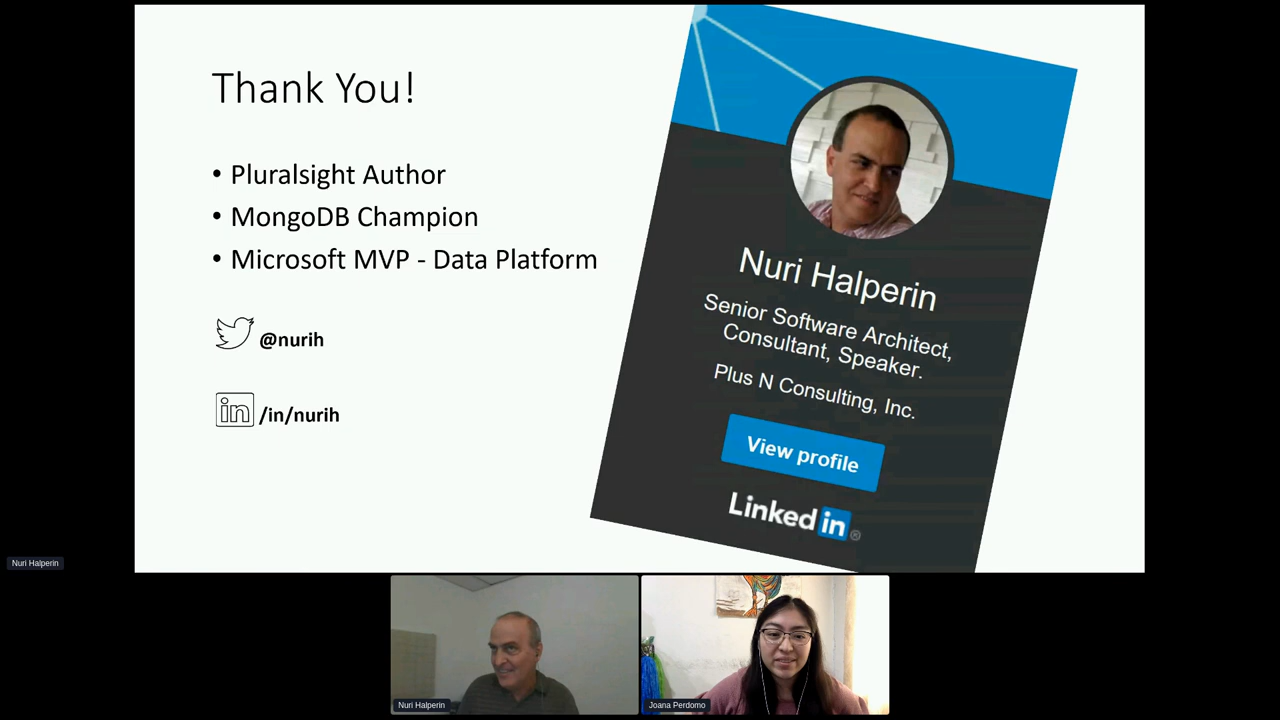 Thank You!
• Pluralsight Author
• MongoDB Champion
• Microsoft MVP - Data Platform
@nurih
in /in/nurih
Nuri Halperin
Senior Software Architect,
Consultant, Speaker.
Plus N Consulting, Inc.
View profile
Linked in ®
Nuri Halperin
Nuri Halperin
Joana Perdomo